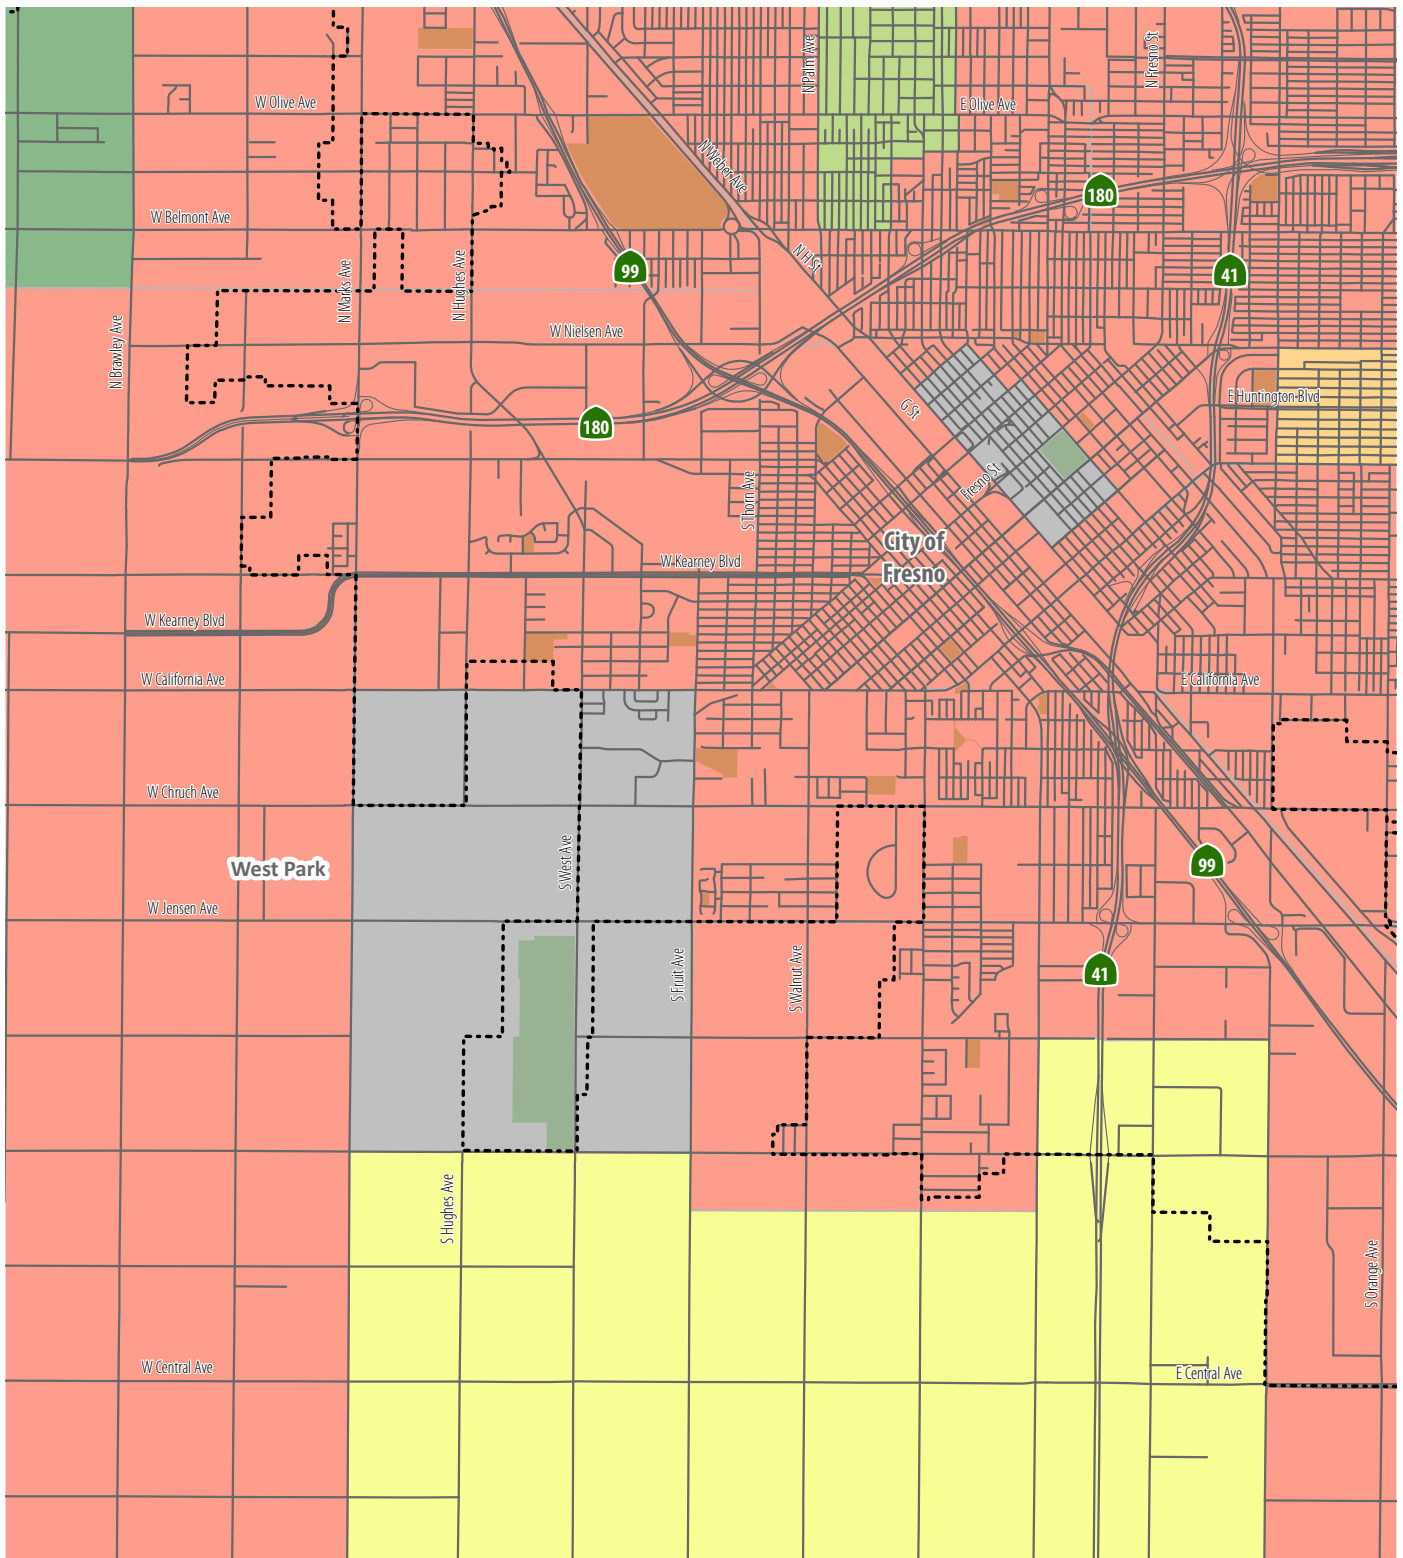 N Palm Ave
N Fresno St
W Olive Ave
E Olive Ave
N Weber Ave
180
W Belmont Ave
N H St
99
41
N Marks Ave
N Hughes Ave
W Nielsen Ave
N Brawley Ave
E Huntington Blvd
G St
180
Fresno St
S Thorn Ave
City of
Fresno
W Kearney Blvd
W Kearney Blvd
W California Ave
E California Ave
W Chruch Ave
S West Ave
99
West Park
W Jensen Ave
S Fruit Ave
S Walnut Ave
41
S Hughes Ave
S Orange Ave
W Central Ave
E Central Ave